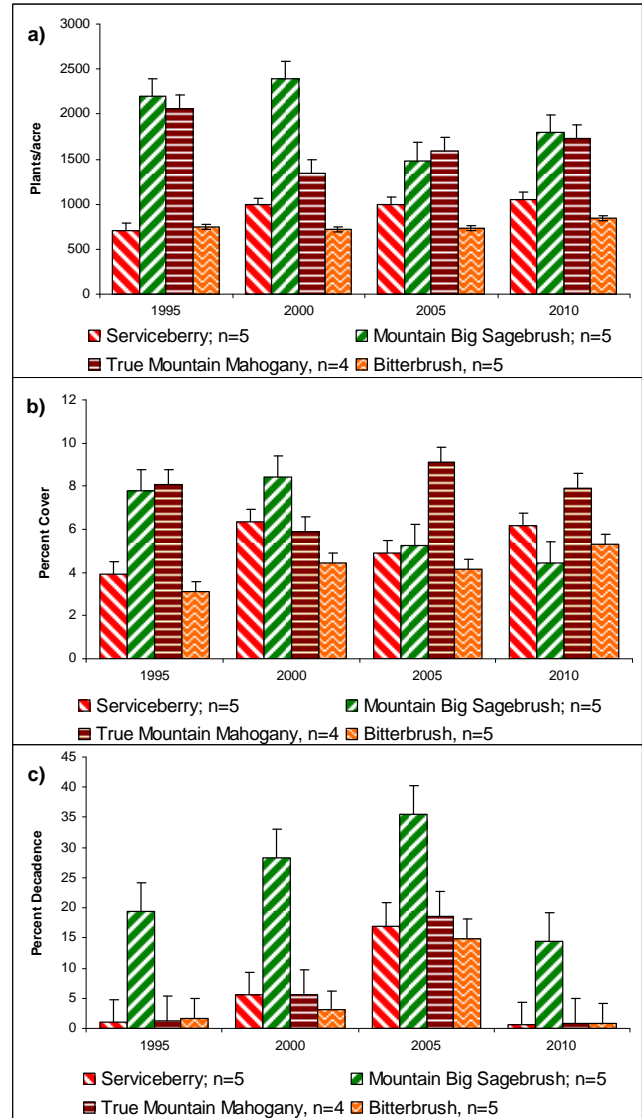 a)
3000
2500
2000
1500
1000
500
0
Plants/acre
1995 2000 2005 2010
Serviceberry; n=5 Mountain Big Sagebrush; n=5
True Mountain Mahogany, n=4 Bitterbrush, n=5
b)
12
10
8
6
4
2
0
Percent Cover
1995 2000 2005 2010
Serviceberry; n=5 Mountain Big Sagebrush; n=5
True Mountain Mahogany, n=4 Bitterbrush, n=5
c)
45
40
35
30
25
20
15
10
5
0
Percent Decadence
1995 2000 2005 2010
Serviceberry; n=5 Mountain Big Sagebrush; n=5
True Mountain Mahogany, n=4 Bitterbrush, n=5